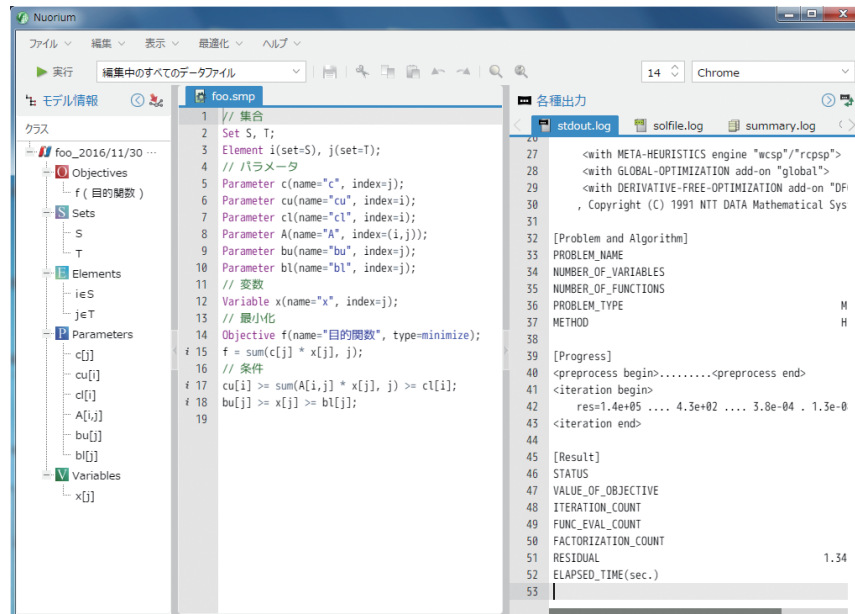 Nuorium
ファイル 編集 表示 最適化 ヘルプ
実行 編集中のすべてのデータファイル 14 Chrome
モデル情報
クラス
foo_2016/11/30 ...
O Objectives
f ( 目的関数 )
S Sets
S
T
E Elements
i∈S
j∈T
P Parameters
c[j]
cu[i]
cl[i]
A[i,j]
bu[j]
bl[j]
V Variables
x[j]
foo.smp
1 // 集合
2 Set S, T;
3 Element i(set=S), j(set=T);
4 // パラメータ
5 Parameter c(name="c", index=j);
6 Parameter cu(name="cu", index=i);
7 Parameter cl(name="cl", index=i);
8 Parameter A(name="A", index=(i,j));
9 Parameter bu(name="bu", index=j);
10 Parameter bl(name="bl", index=j);
11 // 変数
12 Variable x(name="x", index=j);
13 // 最小化
14 Objective f(name="目的関数", type=minimize);
i 15 f = sum(c[j] * x[j], j);
16 // 条件
i 17 cu[i] >= sum(A[i,j] * x[j], j) >= cl[i];
i 18 bu[j] >= x[j] >= bl[j];
19
各種出力
stdout.log solfile.log summary.log
26
27 <with META-HEURISTICS engine "wcsp"/"rcpsp">
28 <with GLOBAL-OPTIMIZATION add-on "global">
29 <with DERIVATIVE-FREE-OPTIMIZATION add-on "DF
30 , Copyright (C) 1991 NTT DATA Mathematical Sys
31
32 [Problem and Algorithm]
33 PROBLEM_NAME
34 NUMBER_OF_VARIABLES
35 NUMBER_OF_FUNCTIONS
36 PROBLEM_TYPE M
37 METHOD H
38
39 [Progress]
40 <preprocess begin>.........<preprocess end>
41 <iteration begin>
42 res=1.4e+05 .... 4.3e+02 .... 3.8e-04 . 1.3e-0
43 <iteration end>
44
45 [Result]
46 STATUS
47 VALUE_OF_OBJECTIVE
48 ITERATION_COUNT
49 FUNC_EVAL_COUNT
50 FACTORIZATION_COUNT
51 RESIDUAL 1.34
52 ELAPSED_TIME(sec.)
53